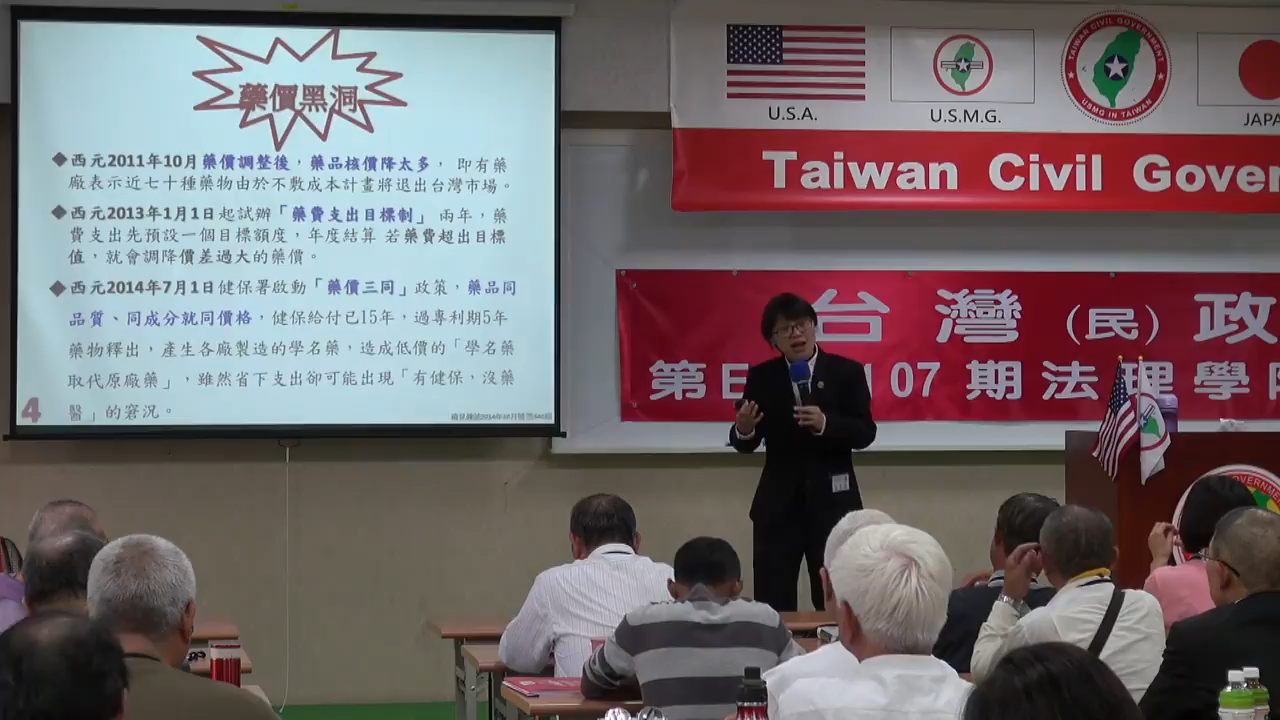 藥價黑洞
◆西元2011年10月藥價調整後，藥品核價降太多， 即有藥
廠表示近七十種藥物由於不敷成本計畫將退出台灣市場。
◆西元2013年1月1日起試辦「藥費支出目標制」 兩年，藥
費支出先預設一個目標額度，年度結算 若藥費超出目標
值，就會調降價差過大的藥價。
◆西元2014年7月1日健保署啟動「藥價三同」政策，藥品同
品質、同成分就同價格，健保給付已15年，過專利期5年
藥物釋出，產生各廠製造的學名藥，造成低價的「學名藥
取代原廠藥」，雖然省下支出卻可能出現「有健保，沒藥
醫」的窘況。
4
U.S.A.
U.S.M.G.
TAIWAN CIVIL GOVERNMENT
USMG IN TAIWAN
JAPA
Taiwan Civil Gover
台灣（民）政
第
107期法理學
GOVERNME